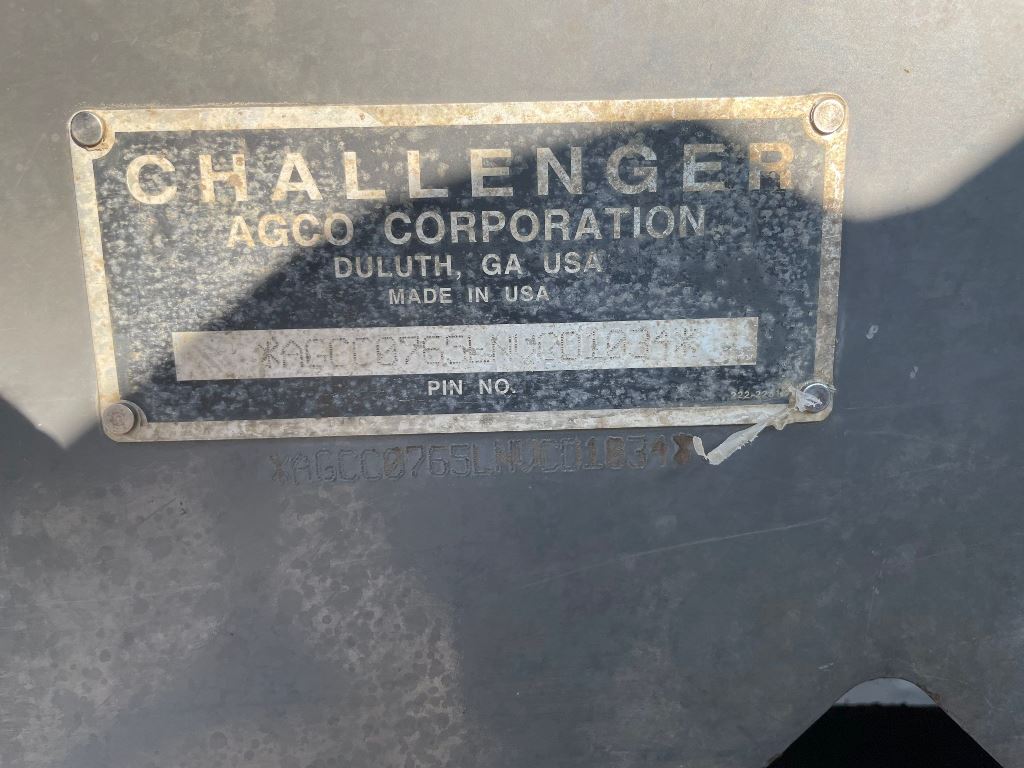 CHALLENGER
AGCO CORPORATION
DULUTH, GA USA
MADE IN USA
*AGCC0765LNVCD1034*
PIN NO.
*AGCC0765LNVCD1034*